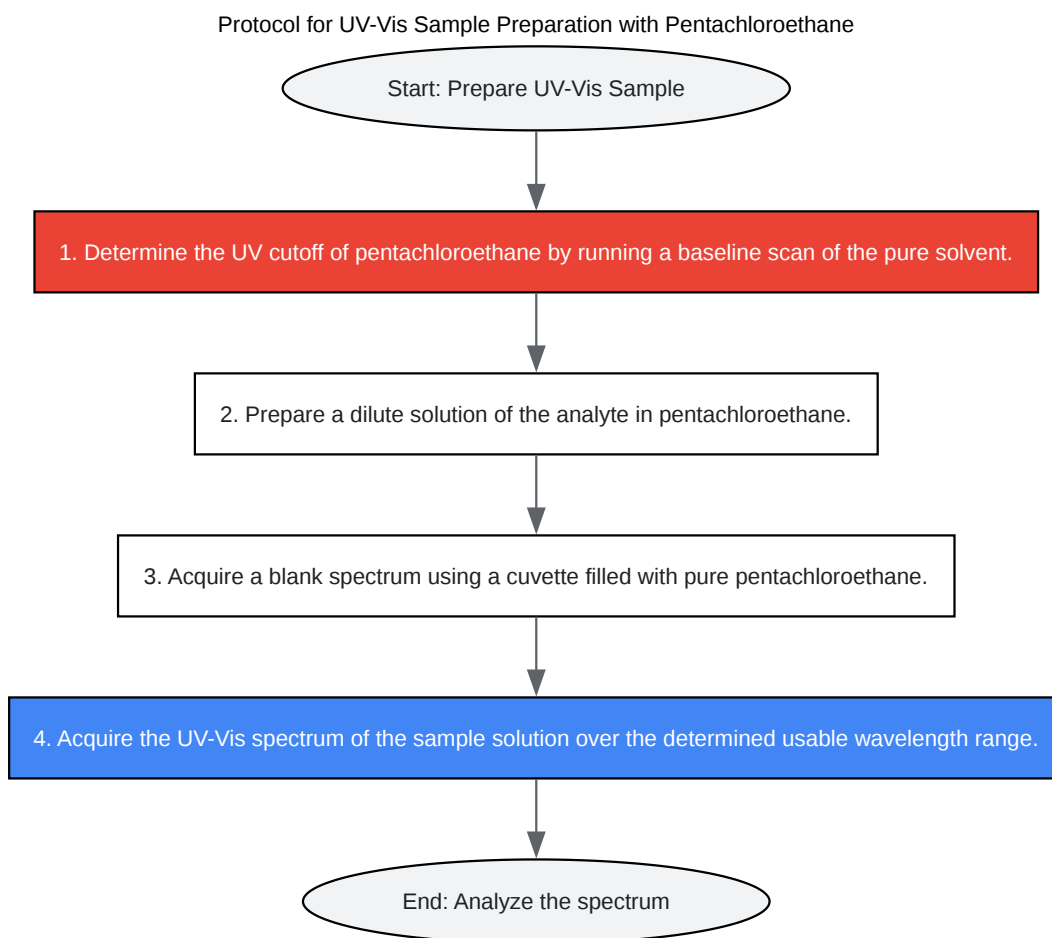 Protocol for UV-Vis Sample Preparation with Pentachloroethane
Start: Prepare UV-Vis Sample
1. Determine the UV cutoff of pentachloroethane by running a baseline scan of the pure solvent.
2. Prepare a dilute solution of the analyte in pentachloroethane.
3. Acquire a blank spectrum using a cuvette filled with pure pentachloroethane.
4. Acquire the UV-Vis spectrum of the sample solution over the determined usable wavelength range.
End: Analyze the spectrum